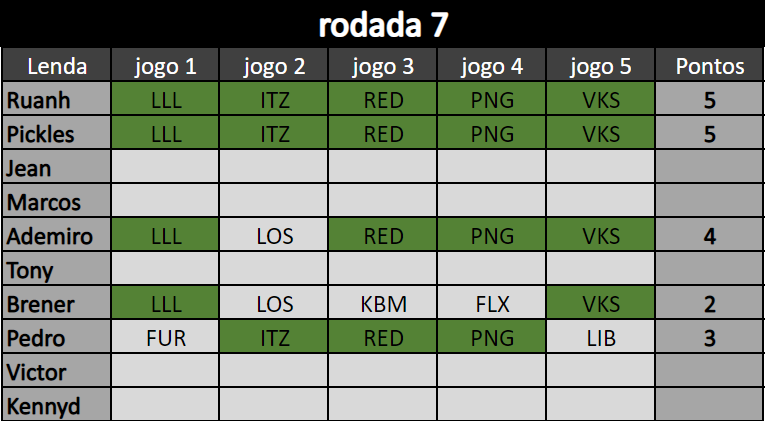 rodada 7
Lenda jogo 1 jogo 2 jogo 3 jogo 4 jogo 5 Pontos
Ruanh LLL ITZ RED PNG VKS 5
Pickles LLL ITZ RED PNG VKS 5
Jean
Marcos
Ademiro LLL LOS RED PNG VKS 4
Tony
Brener LLL LOS KBM FLX VKS 2
Pedro FUR ITZ RED PNG LIB 3
Victor
Kennyd